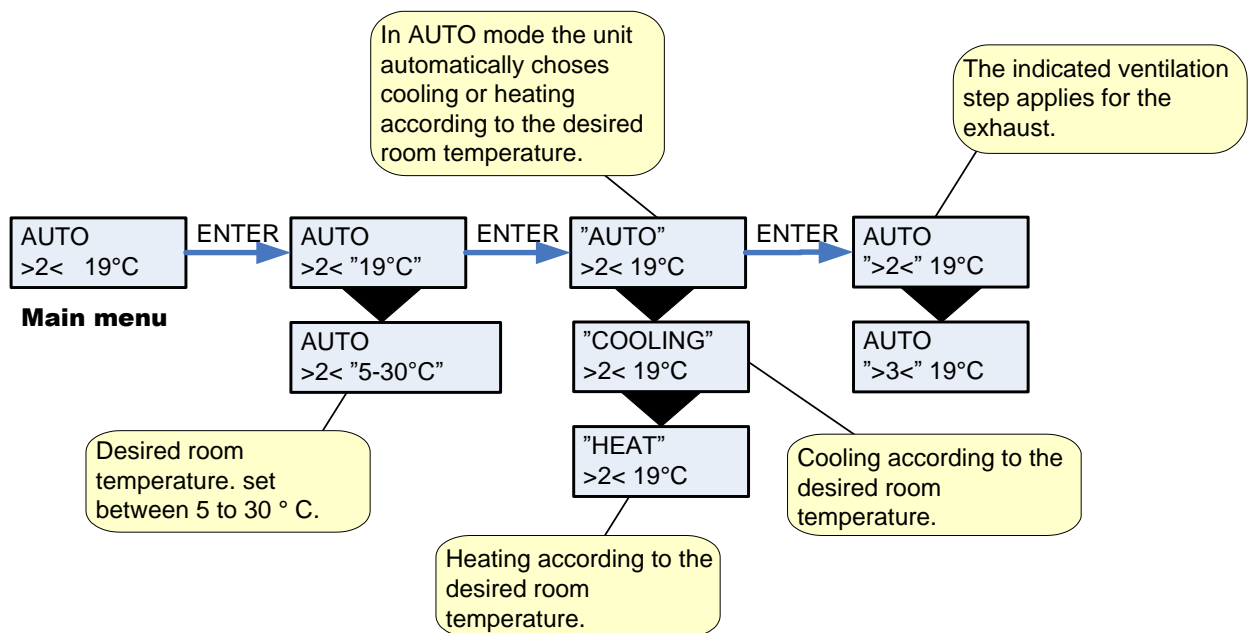 In AUTO mode the unit
automatically choses
cooling or heating
according to the desired
room temperature.
The indicated ventilation
step applies for the
exhaust.
AUTO
>2< 19°C
ENTER
AUTO
>2< "19°C"
ENTER
"AUTO"
>2< 19°C
ENTER
AUTO
">2<" 19°C
Main menu
AUTO
>2< "5-30°C"
"COOLING"
>2< 19°C
AUTO
">3<" 19°C
"HEAT"
>2< 19°C
Desired room
temperature. set
between 5 to 30 ° C.
Cooling according to the
desired room
temperature.
Heating according to the
desired room
temperature.